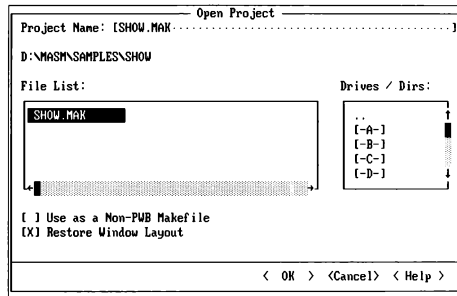 Open Project
Project Name: [SHOW.MAK·············································]
D:\MASM\SAMPLES\SHOW
File List: Drives / Dirs:
SHOW.MAK
..
[-A-]
[-B-]
[-C-]
[-D-]
[ ] Use as a Non-PWB Makefile
[X] Restore Window Layout
< OK > <Cancel> < Help >